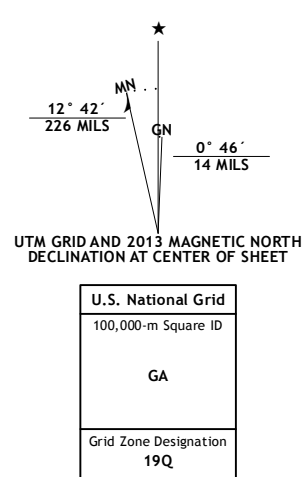 ★
MN
GN
12° 42´
226 MILS
0° 46´
14 MILS
UTM GRID AND 2013 MAGNETIC NORTH
DECLINATION AT CENTER OF SHEET
U.S. National Grid
100,000-m Square ID
GA
Grid Zone Designation
19Q